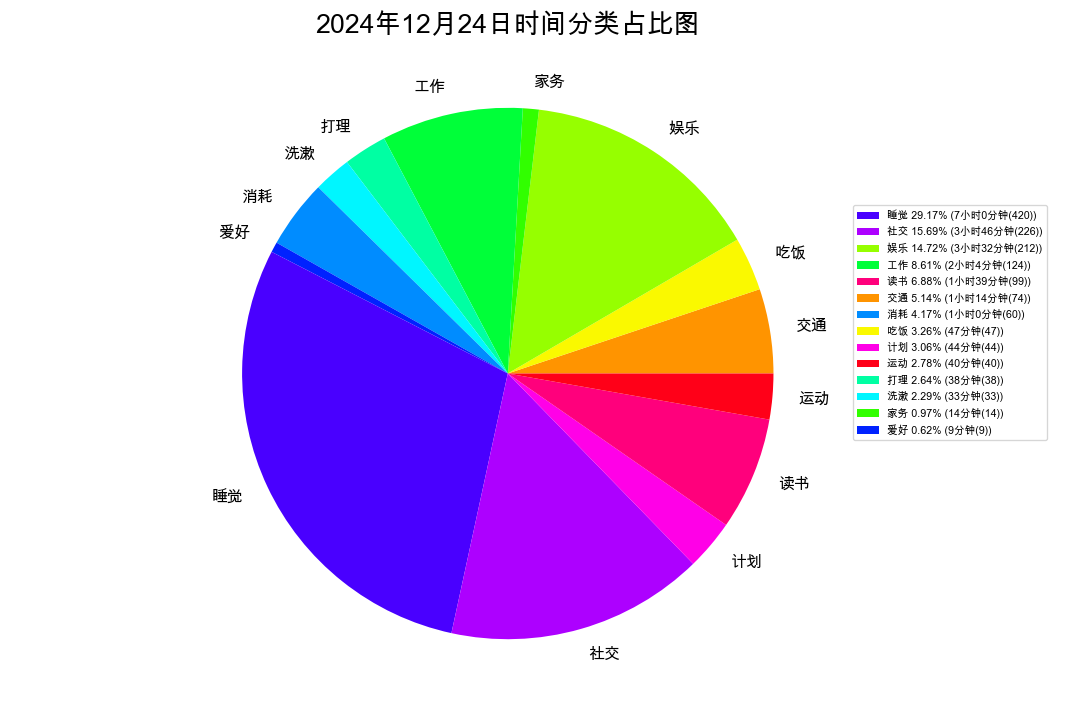 2024年12月24日时间分类占比图
家务
工作
娱乐
打理
洗漱
消耗
爱好
吃饭
交通
运动
睡觉
读书
计划
社交
睡觉 29.17% (7小时0分钟(420))
社交 15.69% (3小时46分钟(226))
娱乐 14.72% (3小时32分钟(212))
工作 8.61% (2小时4分钟(124))
读书 6.88% (1小时39分钟(99))
交通 5.14% (1小时14分钟(74))
消耗 4.17% (1小时0分钟(60))
吃饭 3.26% (47分钟(47))
计划 3.06% (44分钟(44))
运动 2.78% (40分钟(40))
打理 2.64% (38分钟(38))
洗漱 2.29% (33分钟(33))
家务 0.97% (14分钟(14))
爱好 0.62% (9分钟(9))